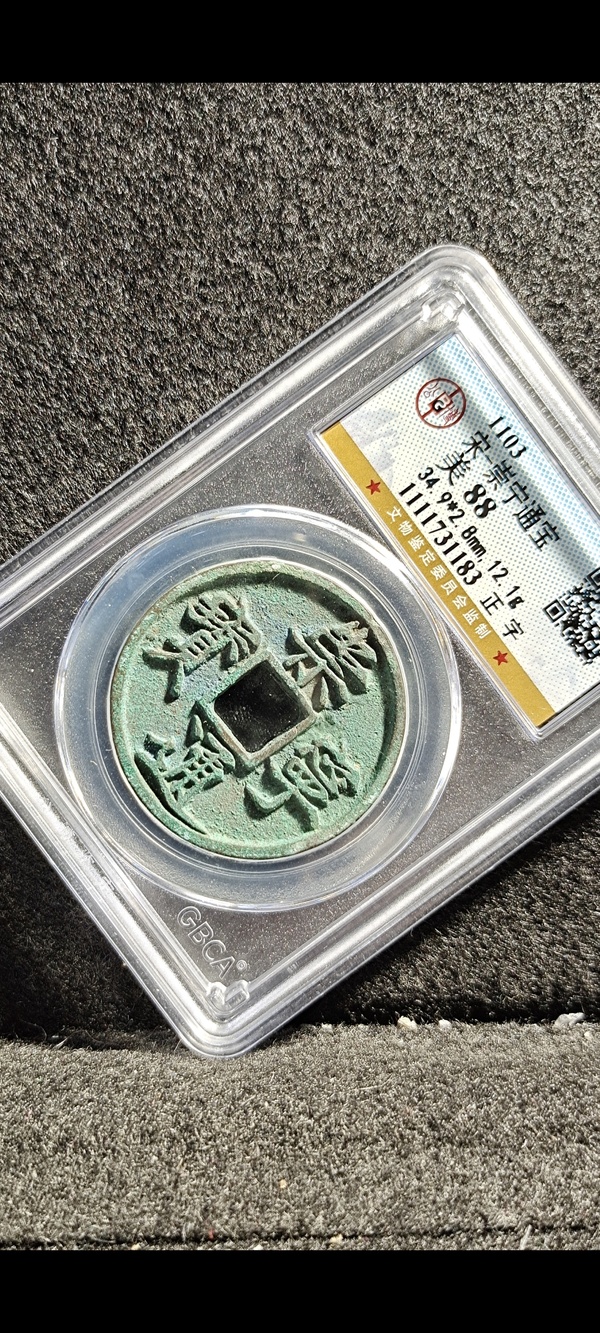 1103
宋 崇宁通宝
美 88
34.9*2.8mm, 12.1g
1111731183 正字
★ 文物鉴定委员会监制 ★
崇寧通寳
GBCA®